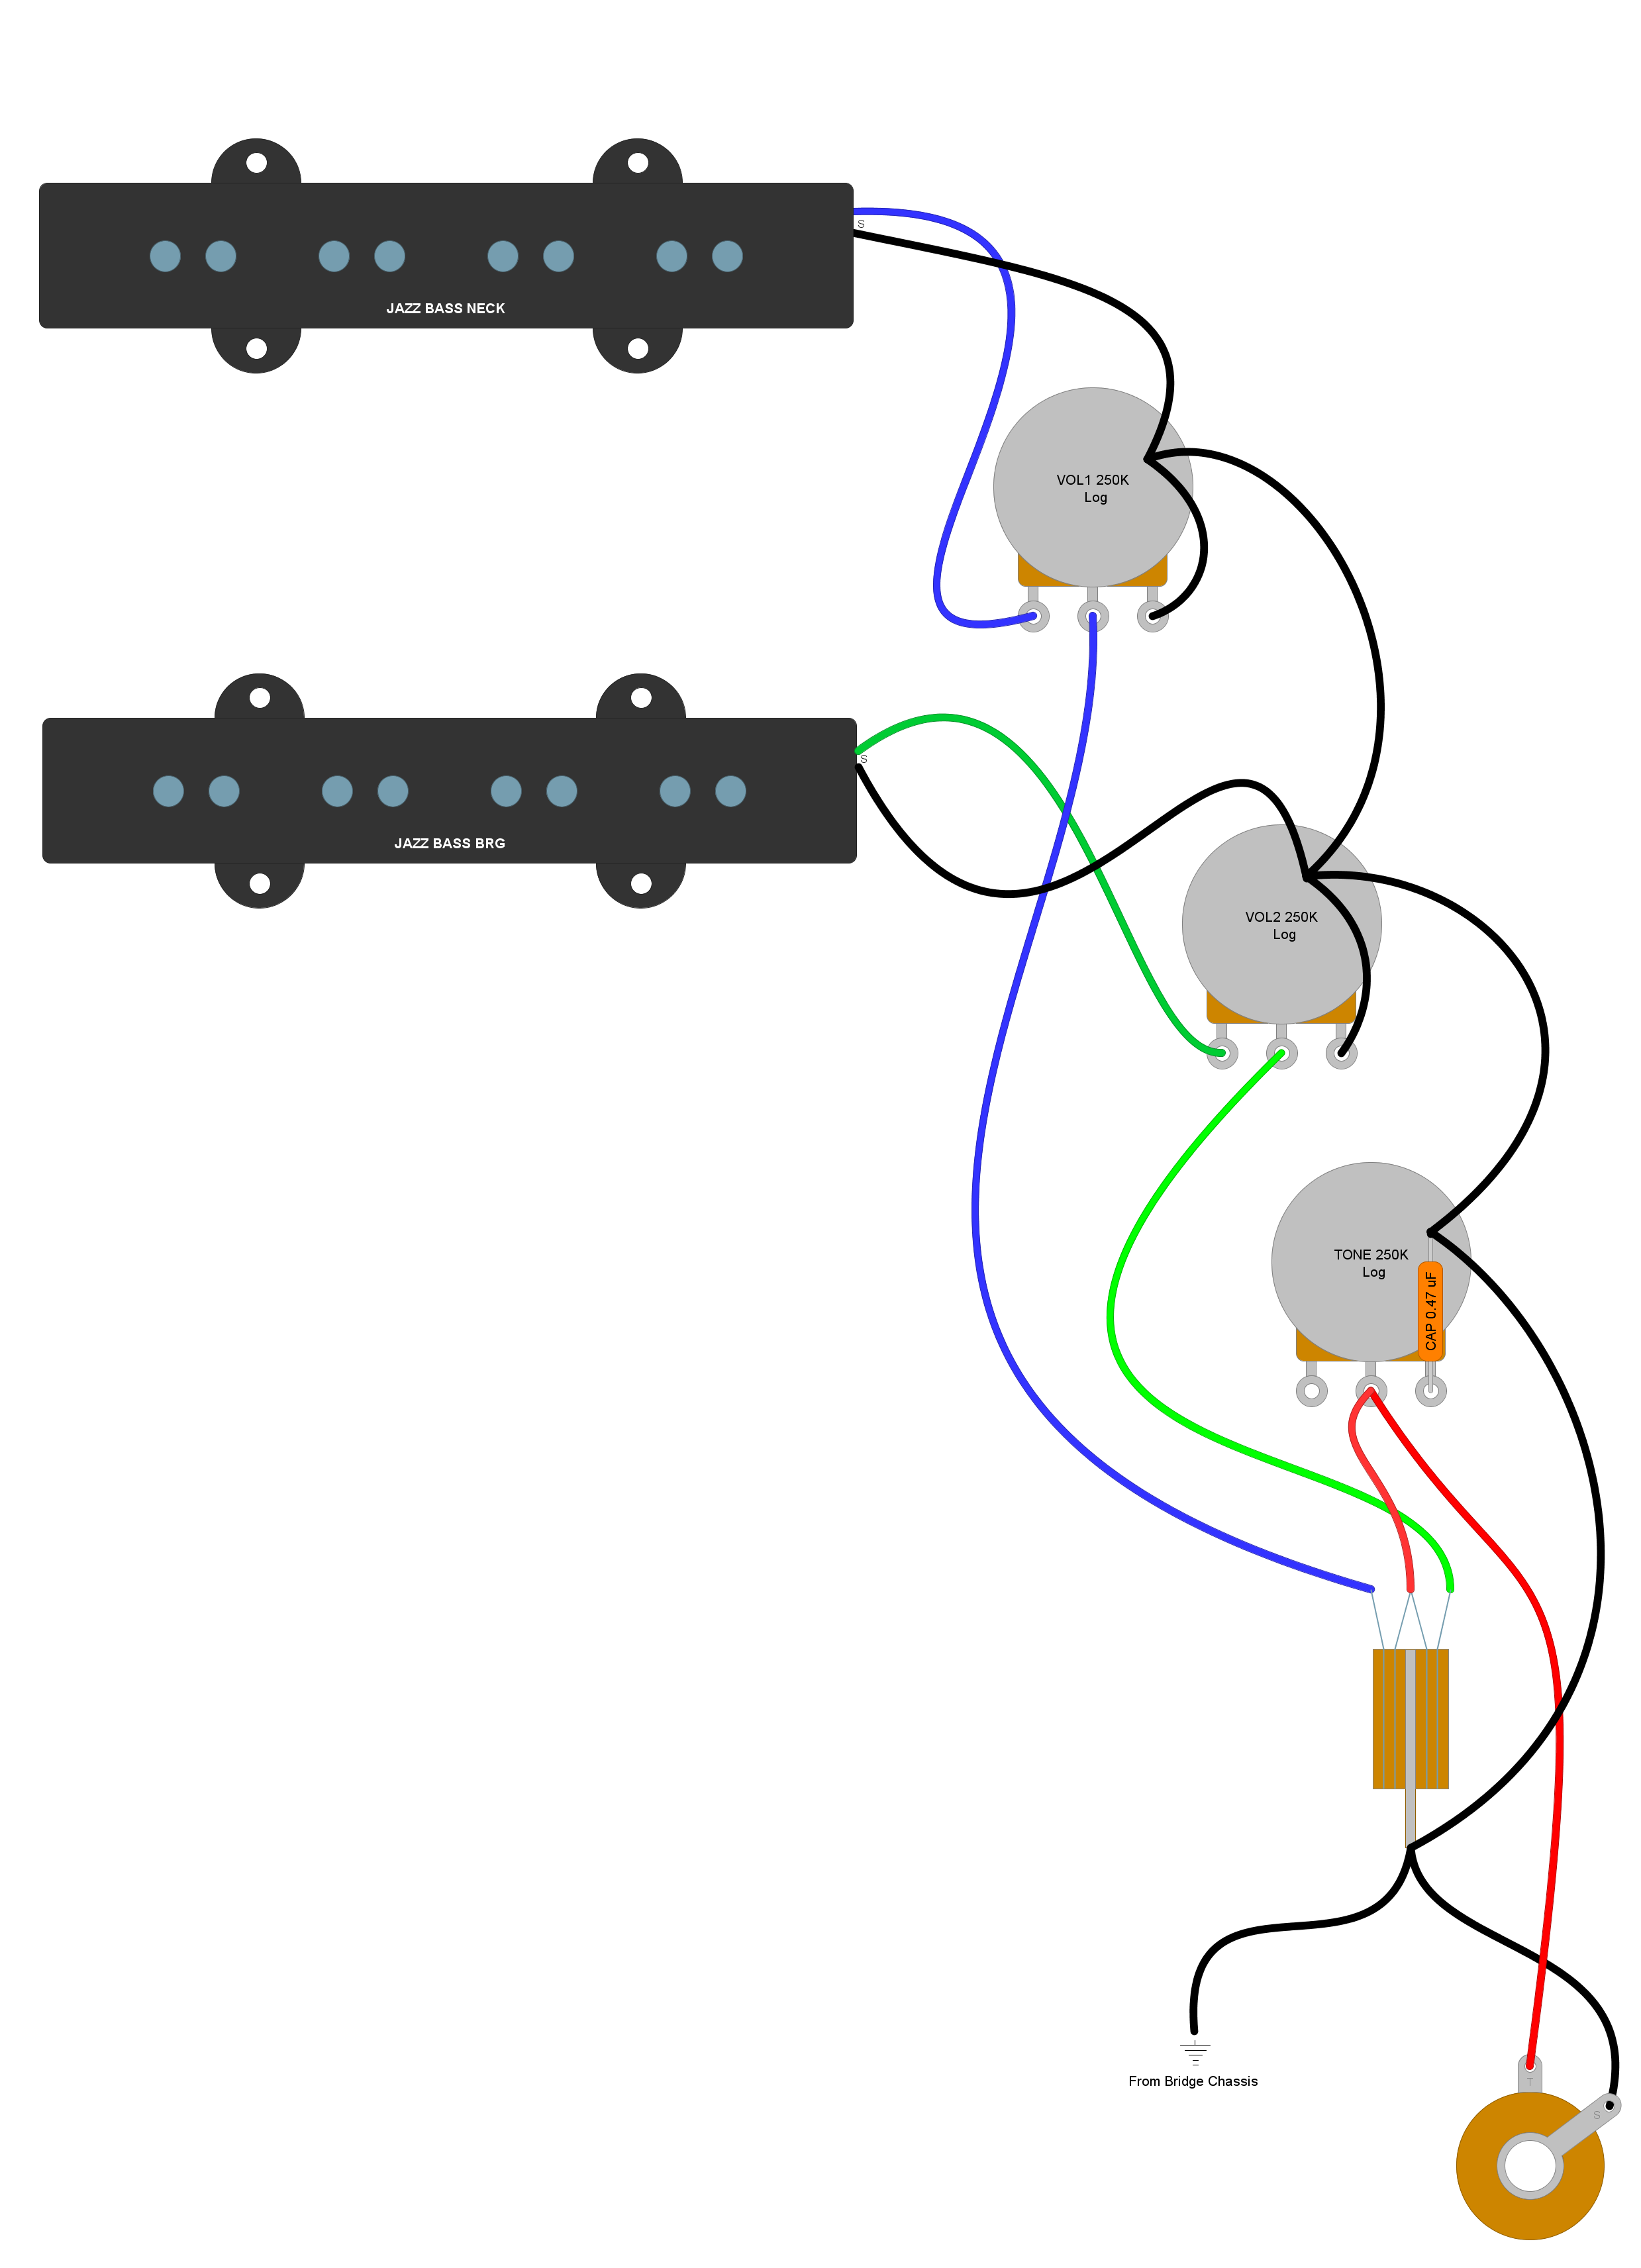 S
JAZZ BASS NECK
VOL1 250K
Log
S
JAZZ BASS BRG
VOL2 250K
Log
TONE 250K
Log
CAP 0.47 uF
From Bridge Chassis
T
S